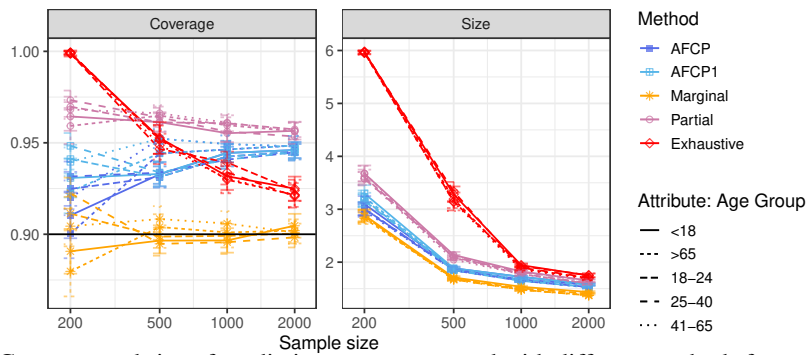 Coverage
Size
1.00
0.95
0.90
6
5
4
3
2
200 500 1000 2000
200 500 1000 2000
Sample size
Method
AFCP
AFCP1
Marginal
Partial
Exhaustive
Attribute: Age Group
<18
>65
18−24
25−40
41−65